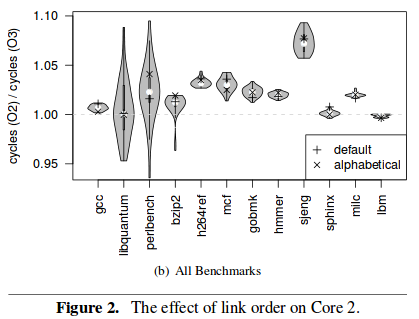 cycles (O2) / cycles (O3)
1.10
1.05
1.00
0.95
default
alphabetical
gcc
libquantum
perlbench
bzip2
h264ref
mcf
gobmk
hmmer
sjeng
sphinx
milc
lbm
(b) All Benchmarks
Figure 2. The effect of link order on Core 2.